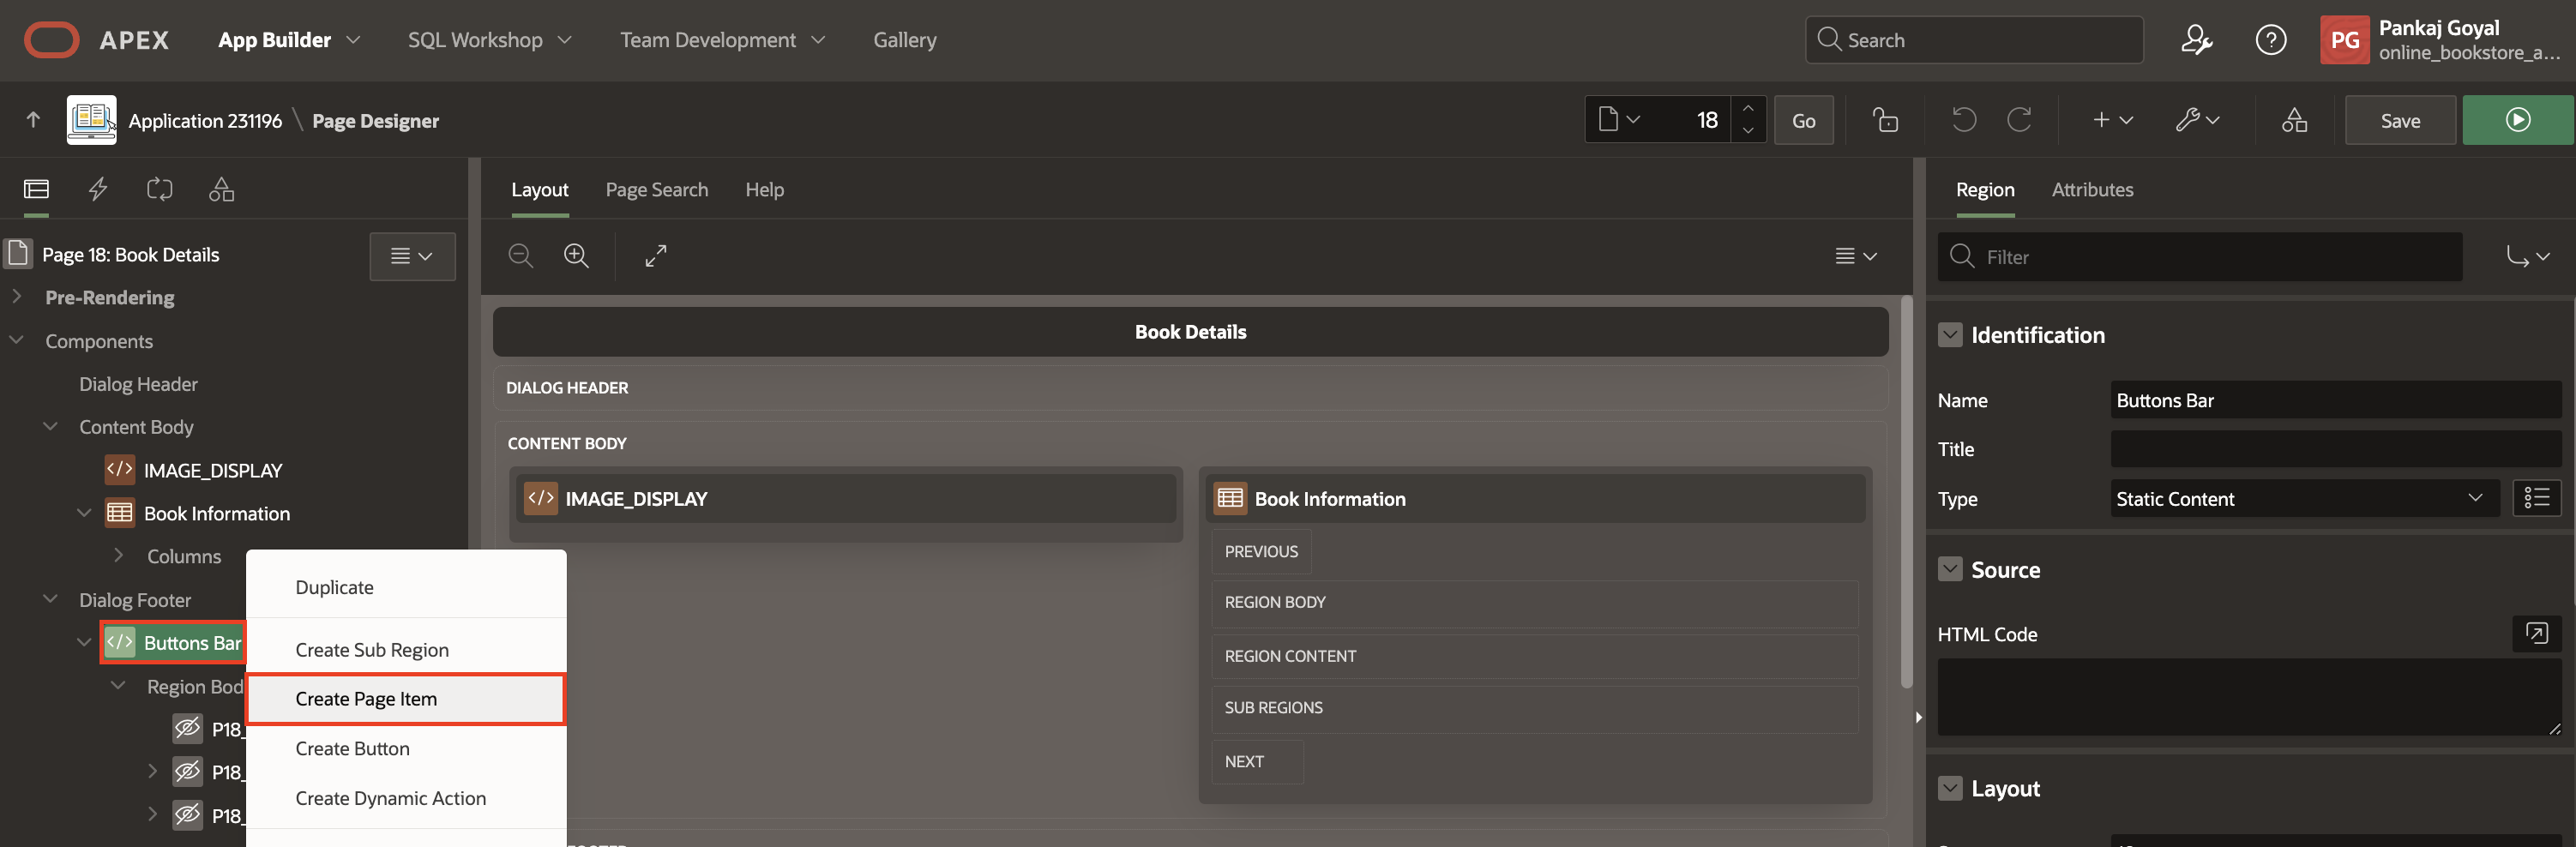 APEX
App Builder
SQL Workshop
Team Development
Gallery
Search
PG
Pankaj Goyal
online_bookstore_a...
Application 231196 \ Page Designer
18
Go
Save
Layout
Page Search
Help
Region
Attributes
Page 18: Book Details
Filter
Pre-Rendering
Components
Dialog Header
Content Body
IMAGE_DISPLAY
Book Information
Columns
Dialog Footer
Buttons Bar
Region Bod
P18_
P18_
P18_
Duplicate
Create Sub Region
Create Page Item
Create Button
Create Dynamic Action
Book Details
DIALOG HEADER
CONTENT BODY
IMAGE_DISPLAY
Book Information
PREVIOUS
REGION BODY
REGION CONTENT
SUB REGIONS
NEXT
Identification
Name
Buttons Bar
Title
Type
Static Content
Source
HTML Code
Layout